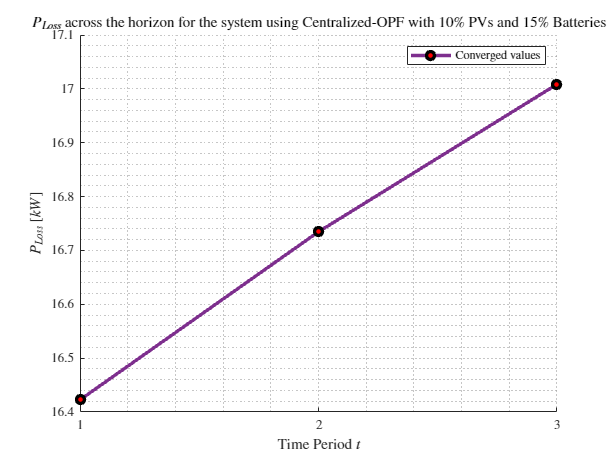 P_Loss across the horizon for the system using Centralized-OPF with 10% PVs and 15% Batteries
17.1
Converged values
17
16.9
16.8
16.7
16.6
16.5
16.4
P_Loss [kW]
1
2
3
Time Period t